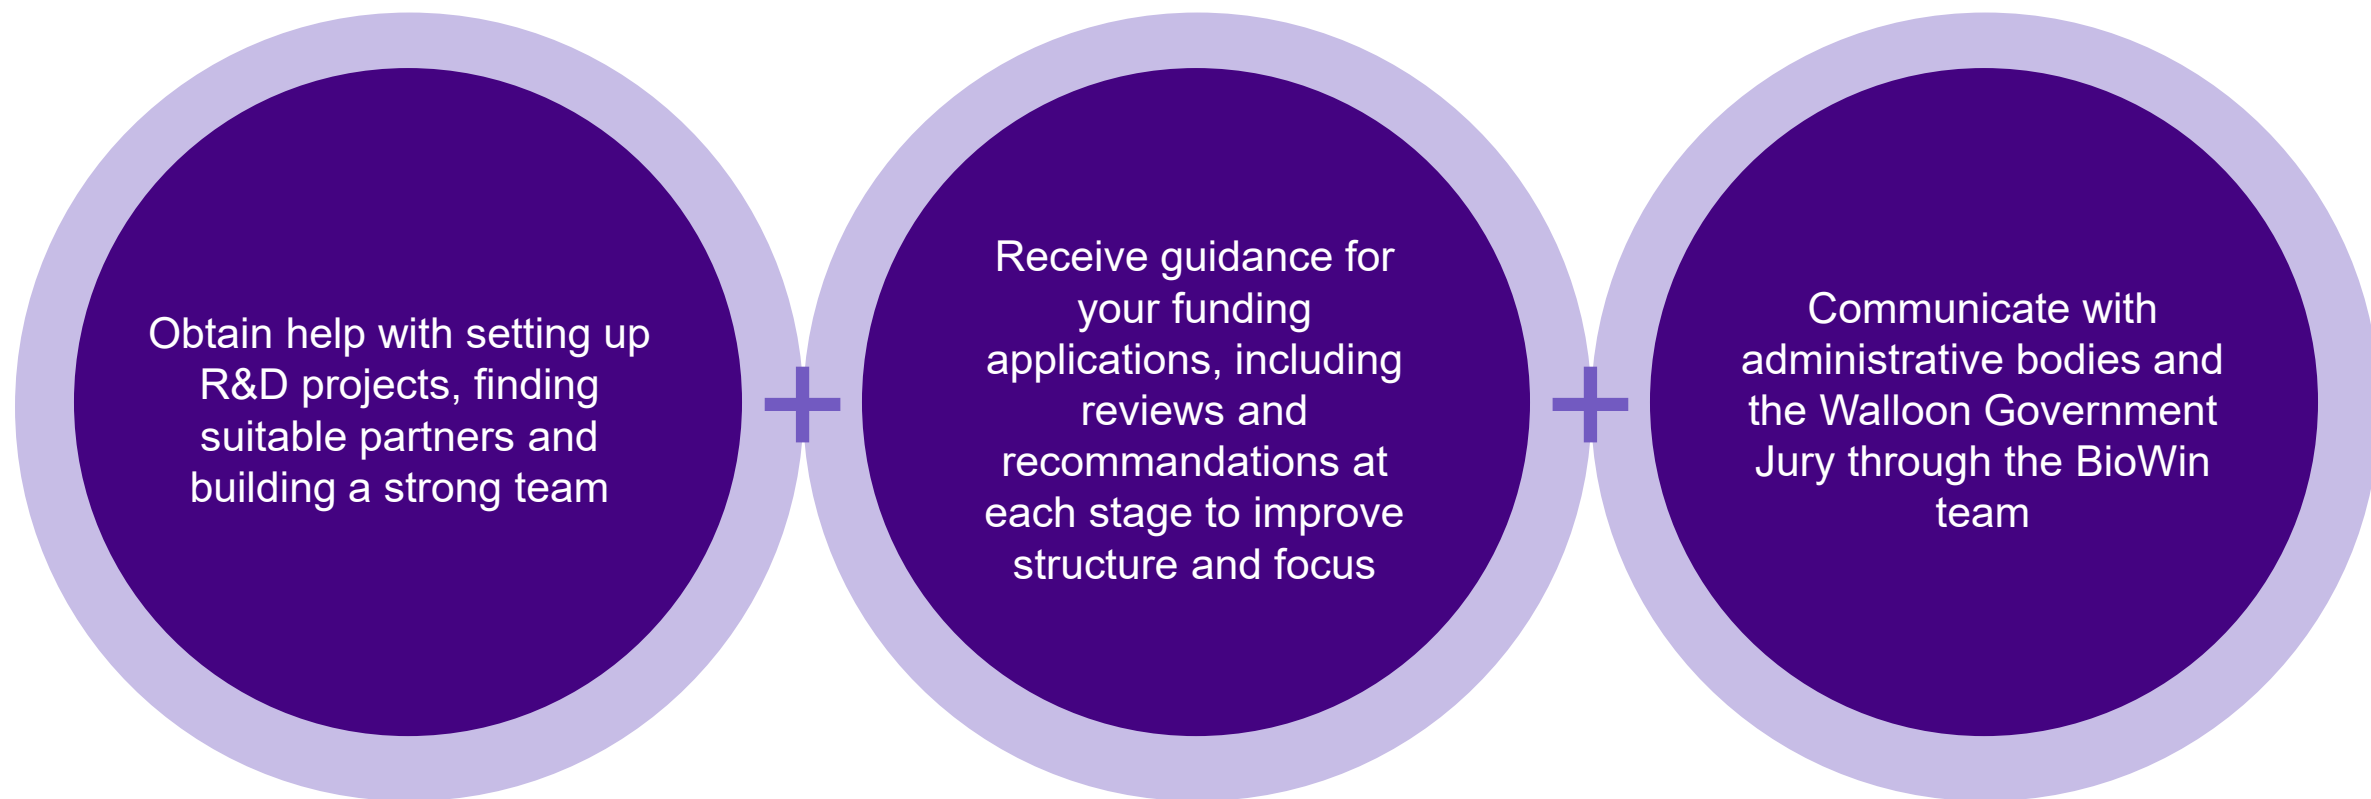 Obtain help with setting up
R&D projects, finding
suitable partners and
building a strong team
Receive guidance for
your funding
applications, including
reviews and
recommandations at
each stage to improve
structure and focus
Communicate with
administrative bodies and
the Walloon Government
Jury through the BioWin
team